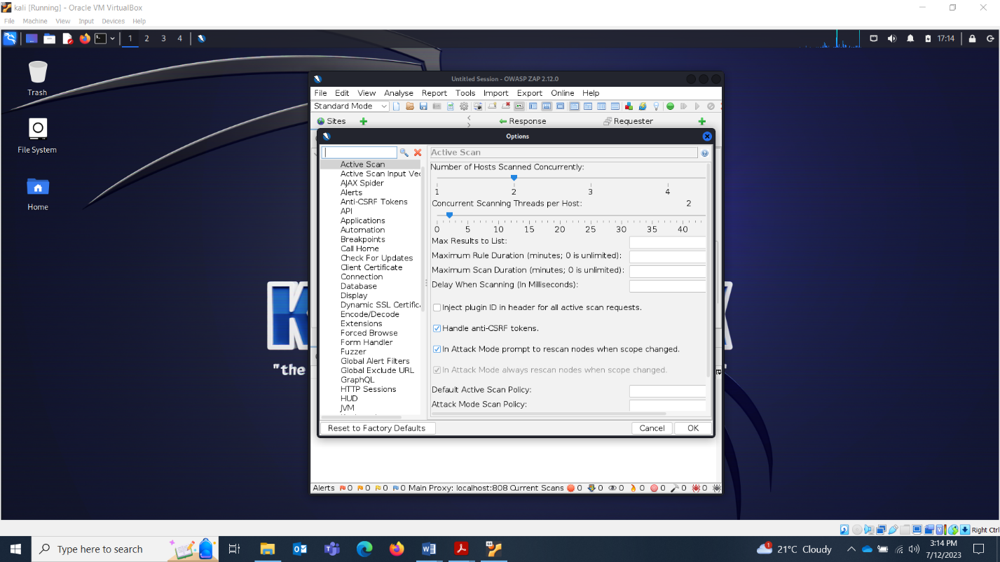 kali [Running] - Oracle VM VirtualBox
File Machine View Input Devices Help
1 2 3 4
17:14
Trash
File System
Home
Untitled Session - OWASP ZAP 2.12.0
File Edit View Analyse Report Tools Import Export Online Help
Standard Mode
Sites
Response
Requester
Options
Active Scan
Active Scan Input Vec
AJAX Spider
Alerts
Anti-CSRF Tokens
API
Applications
Automation
Breakpoints
Call Home
Check For Updates
Client Certificate
Connection
Database
Display
Dynamic SSL Certifica
Encode/Decode
Extensions
Forced Browse
Form Handler
Fuzzer
Global Alert Filters
Global Exclude URL
GraphQL
HTTP Sessions
HUD
JVM
Active Scan
Number of Hosts Scanned Concurrently:
1 2 3 4
Concurrent Scanning Threads per Host: 2
0 5 10 15 20 25 30 35 40
Max Results to List:
Maximum Rule Duration (minutes; 0 is unlimited):
Maximum Scan Duration (minutes; 0 is unlimited):
Delay When Scanning (In Milliseconds):
Inject plugin ID in header for all active scan requests.
Handle anti-CSRF tokens.
In Attack Mode prompt to rescan nodes when scope changed.
In Attack Mode always rescan nodes when scope changed.
Default Active Scan Policy:
Attack Mode Scan Policy:
Reset to Factory Defaults
Cancel
OK
K
X
"the
Alerts 0 0 0 0 Main Proxy: localhost:808 Current Scans 0 0 0 0 0 0 0
Right Ctrl
Type here to search
1
21°C Cloudy
3:14 PM
7/12/2023